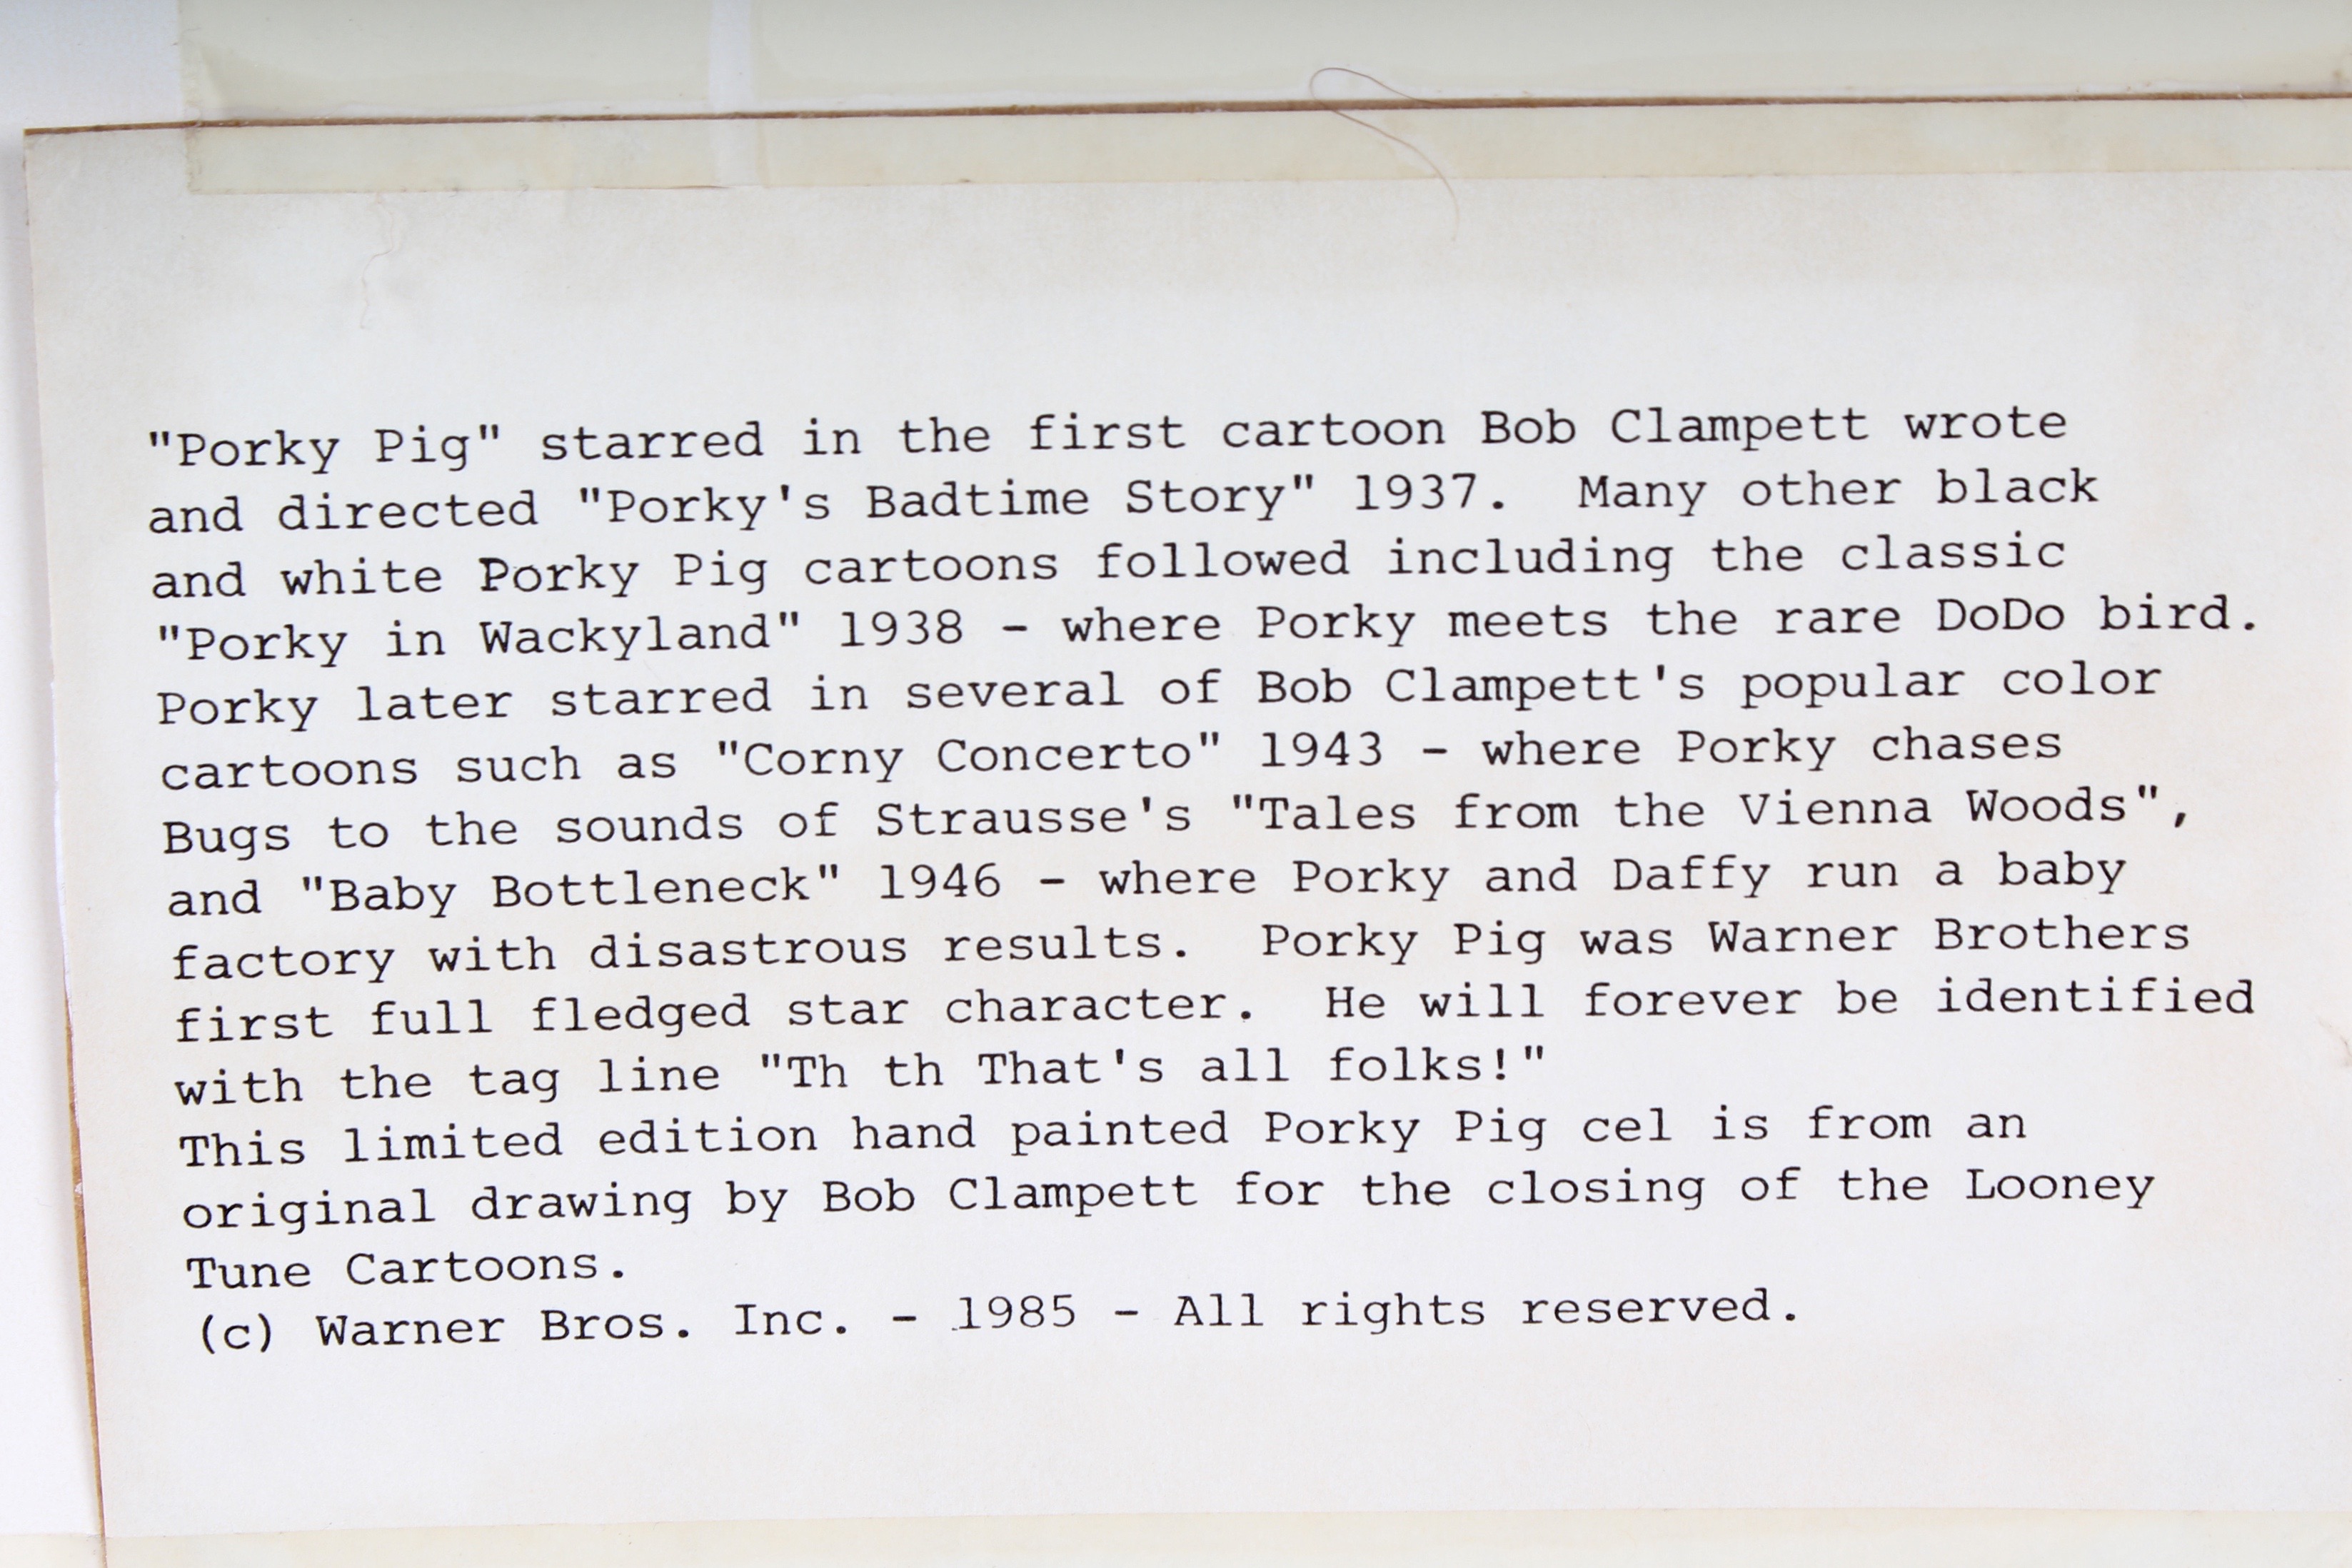 "Porky Pig" starred in the first cartoon Bob Clampett wrote
and directed "Porky's Badtime Story" 1937.  Many other black
and white Porky Pig cartoons followed including the classic
"Porky in Wackyland" 1938 - where Porky meets the rare DoDo bird.
Porky later starred in several of Bob Clampett's popular color
cartoons such as "Corny Concerto" 1943 - where Porky chases
Bugs to the sounds of Strausse's "Tales from the Vienna Woods",
and "Baby Bottleneck" 1946 - where Porky and Daffy run a baby
factory with disastrous results.  Porky Pig was Warner Brothers
first full fledged star character.  He will forever be identified
with the tag line "Th th That's all folks!"
This limited edition hand painted Porky Pig cel is from an
original drawing by Bob Clampett for the closing of the Looney
Tune Cartoons.
(c) Warner Bros. Inc. - 1985 - All rights reserved.